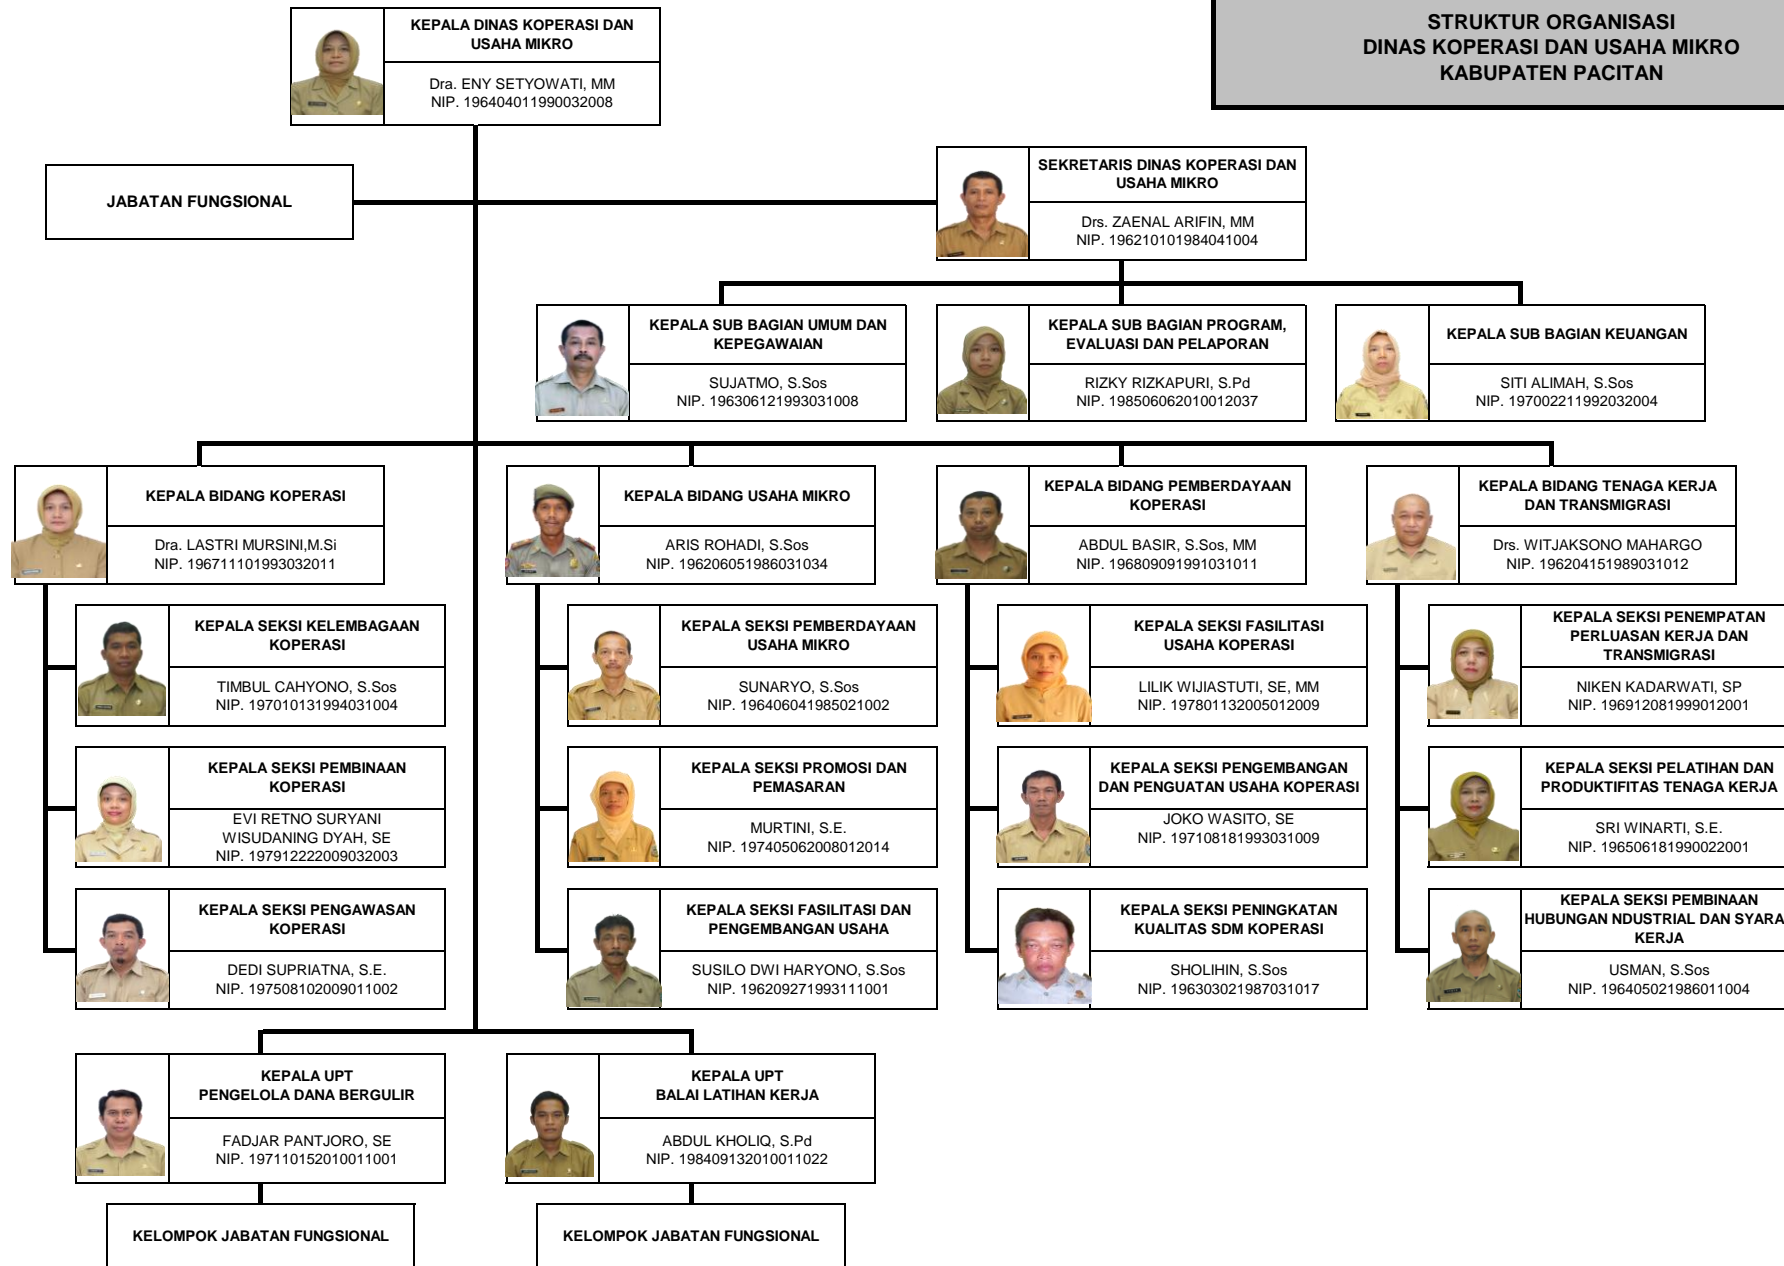 STRUKTUR ORGANISASI
DINAS KOPERASI DAN USAHA MIKRO
KABUPATEN PACITAN
KEPALA DINAS KOPERASI DAN
USAHA MIKRO
Dra. ENY SETYOWATI, MM
NIP. 196404011990032008
JABATAN FUNGSIONAL
SEKRETARIS DINAS KOPERASI DAN
USAHA MIKRO
Drs. ZAENAL ARIFIN, MM
NIP. 196210101984041004
KEPALA SUB BAGIAN UMUM DAN
KEPEGAWAIAN
SUJATMO, S.Sos
NIP. 196306121993031008
KEPALA SUB BAGIAN PROGRAM,
EVALUASI DAN PELAPORAN
RIZKY RIZKAPURI, S.Pd
NIP. 198506062010012037
KEPALA SUB BAGIAN KEUANGAN
SITI ALIMAH, S.Sos
NIP. 197002211992032004
KEPALA BIDANG KOPERASI
Dra. LASTRI MURSINI,M.Si
NIP. 196711101993032011
KEPALA BIDANG USAHA MIKRO
ARIS ROHADI, S.Sos
NIP. 196206051986031034
KEPALA BIDANG PEMBERDAYAAN
KOPERASI
ABDUL BASIR, S.Sos, MM
NIP. 196809091991031011
KEPALA BIDANG TENAGA KERJA
DAN TRANSMIGRASI
Drs. WITJAKSONO MAHARGO
NIP. 196204151989031012
KEPALA SEKSI KELEMBAGAAN
KOPERASI
TIMBUL CAHYONO, S.Sos
NIP. 197010131994031004
KEPALA SEKSI PEMBERDAYAAN
USAHA MIKRO
SUNARYO, S.Sos
NIP. 196406041985021002
KEPALA SEKSI FASILITASI
USAHA KOPERASI
LILIK WIJIASTUTI, SE, MM
NIP. 197801132005012009
KEPALA SEKSI PENEMPATAN
PERLUASAN KERJA DAN
TRANSMIGRASI
NIKEN KADARWATI, SP
NIP. 196912081999012001
KEPALA SEKSI PEMBINAAN
KOPERASI
EVI RETNO SURYANI
WISUDANING DYAH, SE
NIP. 197912222009032003
KEPALA SEKSI PROMOSI DAN
PEMASARAN
MURTINI, S.E.
NIP. 197405062008012014
KEPALA SEKSI PENGEMBANGAN
DAN PENGUATAN USAHA KOPERASI
JOKO WASITO, SE
NIP. 197108181993031009
KEPALA SEKSI PELATIHAN DAN
PRODUKTIFITAS TENAGA KERJA
SRI WINARTI, S.E.
NIP. 196506181990022001
KEPALA SEKSI PENGAWASAN
KOPERASI
DEDI SUPRIATNA, S.E.
NIP. 197508102009011002
KEPALA SEKSI FASILITASI DAN
PENGEMBANGAN USAHA
SUSILO DWI HARYONO, S.Sos
NIP. 196209271993111001
KEPALA SEKSI PENINGKATAN
KUALITAS SDM KOPERASI
SHOLIHIN, S.Sos
NIP. 196303021987031017
KEPALA SEKSI PEMBINAAN
HUBUNGAN NDUSTRIAL DAN SYARA
KERJA
USMAN, S.Sos
NIP. 196405021986011004
KEPALA UPT
PENGELOLA DANA BERGULIR
FADJAR PANTJORO, SE
NIP. 197110152010011001
KEPALA UPT
BALAI LATIHAN KERJA
ABDUL KHOLIQ, S.Pd
NIP. 198409132010011022
KELOMPOK JABATAN FUNGSIONAL
KELOMPOK JABATAN FUNGSIONAL